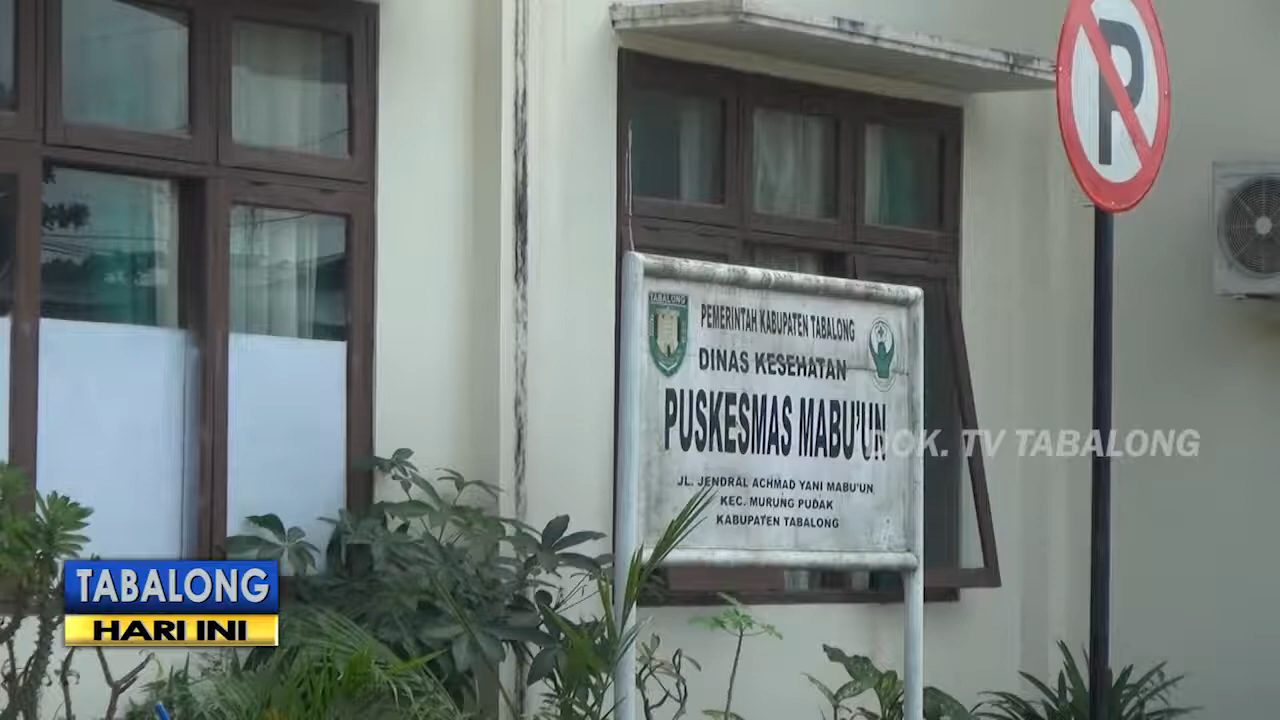 P
TABALONG
PEMERINTAH KABUPATEN TABALONG
DINAS KESEHATAN
PUSKESMAS MABU'UN
JL. JENDRAL ACHMAD YANI MABU'UN
KEC. MURUNG PUDAK
KABUPATEN TABALONG
DOK. TV TABALONG
TABALONG
HARI INI